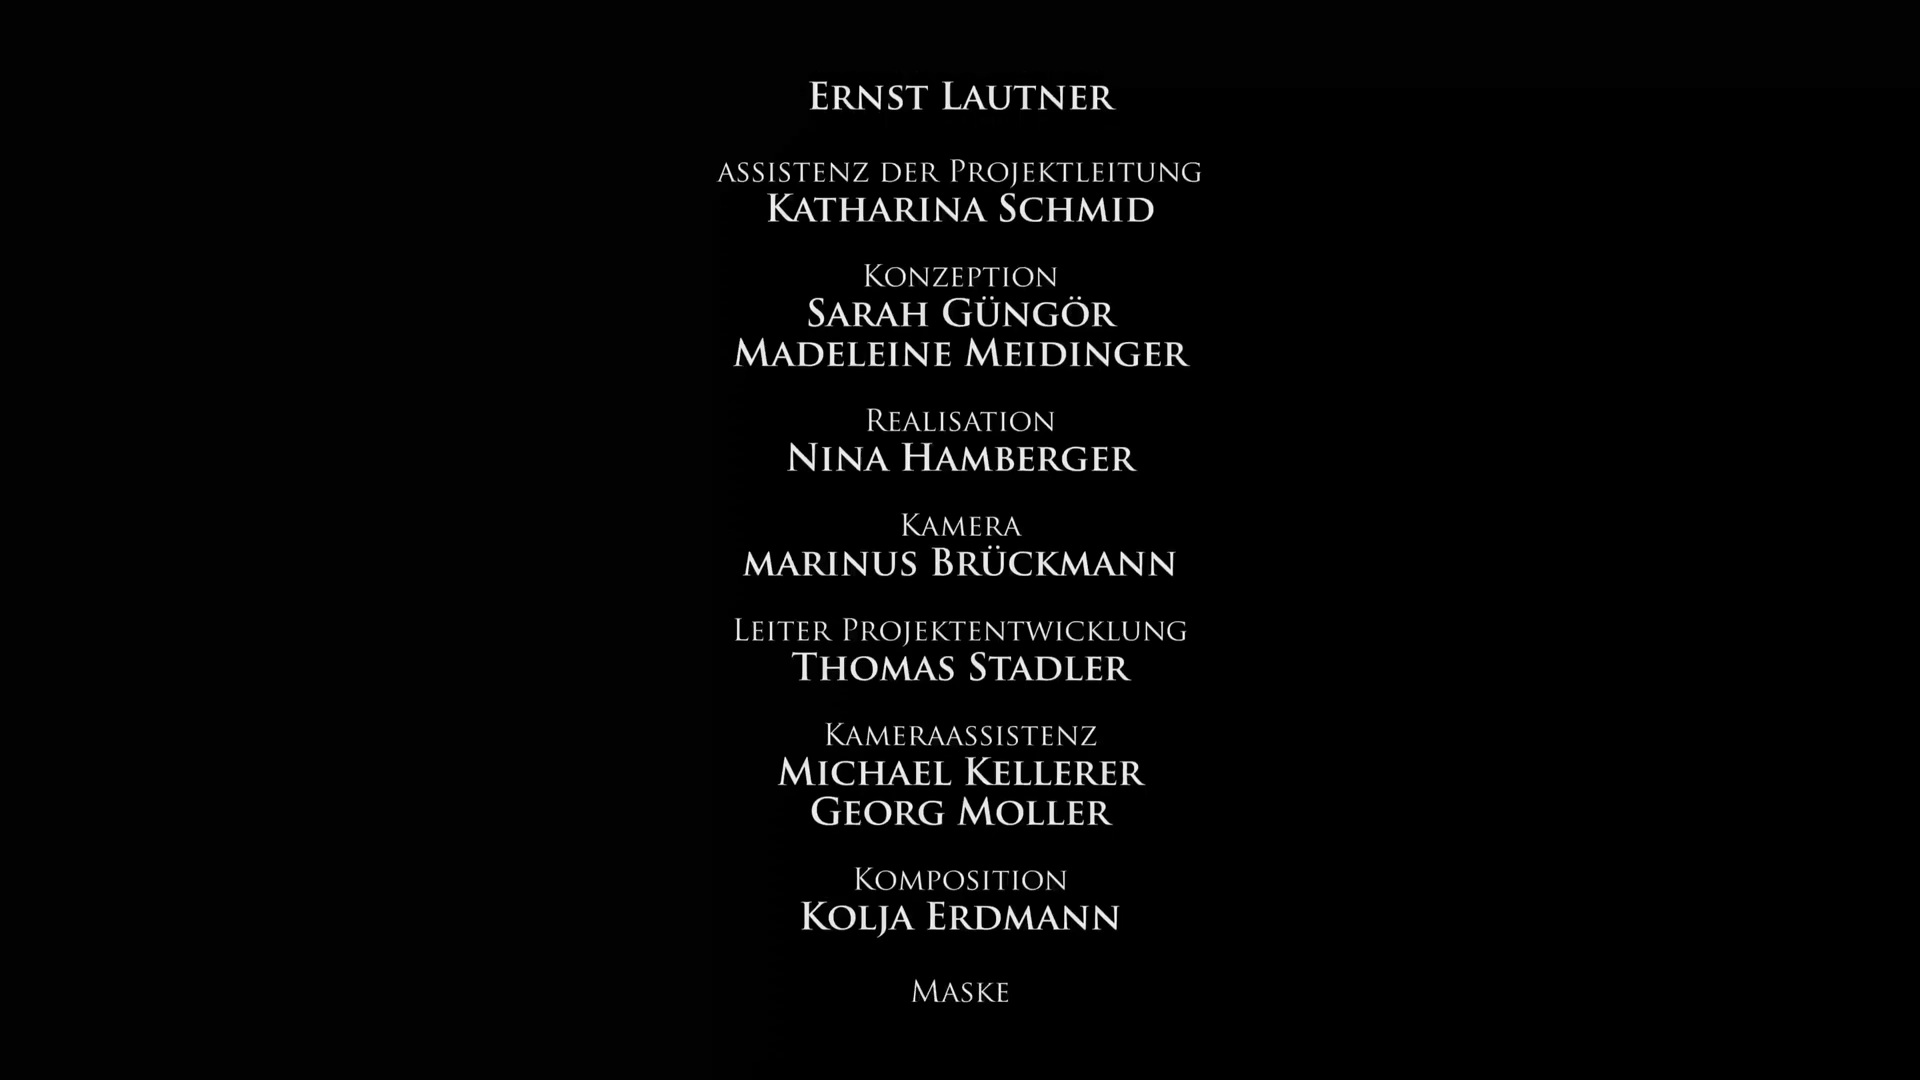 Ernst Lautner
assistenz der Projektleitung
Katharina Schmid
Konzeption
Sarah Güngör
Madeleine Meidinger
Realisation
Nina Hamberger
Kamera
marinus Brückmann
Leiter Projektentwicklung
Thomas Stadler
Kameraassistenz
Michael Kellerer
Georg Moller
Komposition
Kolja Erdmann
Maske